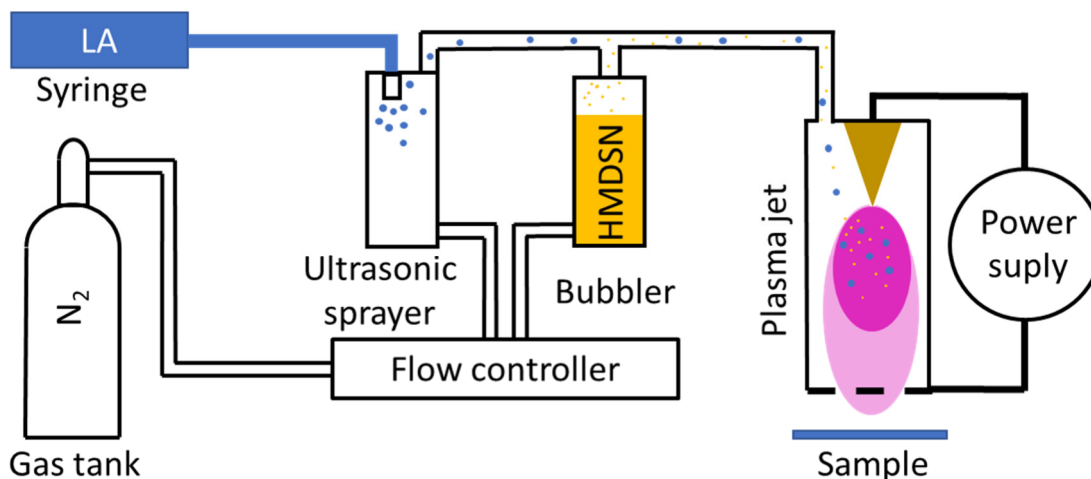 LA
Syringe
N2
Gas tank
Ultrasonic
sprayer
HMDSN
Bubbler
Flow controller
Plasma jet
Power
suply
Sample